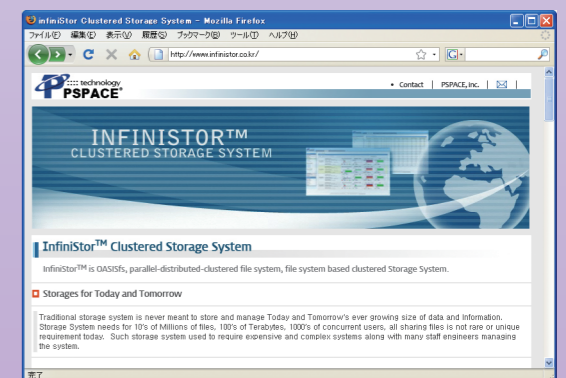 infiniStor Clustered Storage System - Mozilla Firefox
ファイル(F) 編集(E) 表示(V) 履歴(S) ブックマーク(B) ツール(T) ヘルプ(H)
http://www.infinistor.co.kr/
:::: technology
PSPACE
• Contact | PSPACE, Inc. |
INFINISTOR™
CLUSTERED STORAGE SYSTEM
InfiniStor™ Clustered Storage System
InfiniStor™ is OASISfs, parallel-distributed-clustered file system, file system based clustered Storage System.
Storages for Today and Tomorrow
Traditional storage system is never meant to store and manage Today and Tomorrow's ever growing size of data and Information.
Storage System needs for 10's of Millions of files, 100's of Terabytes, 1000's of concurrent users, all sharing files is not rare or unique
requirement today. Such storage system used to require expensive and complex systems along with many staff engineers managing
the system.
完了